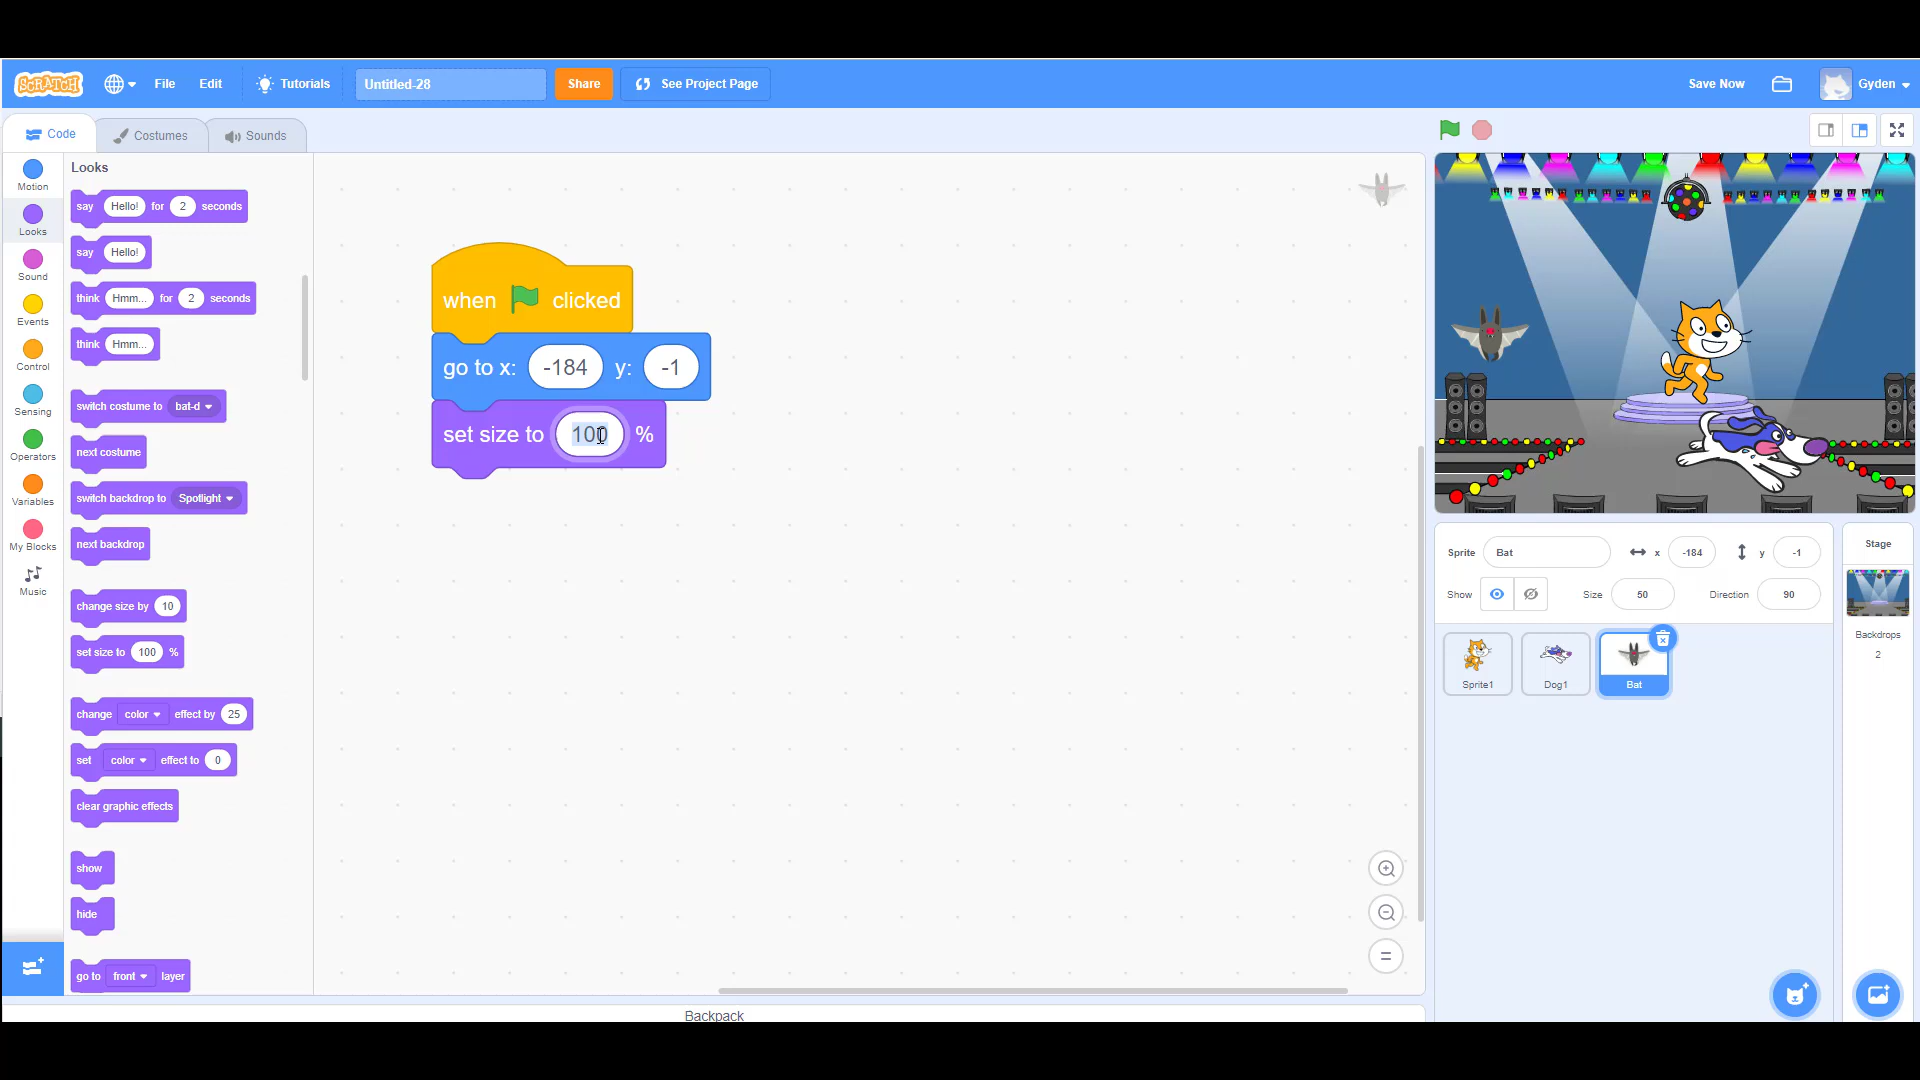 SCRATCH File Edit Tutorials Untitled-28 Share See Project Page Save Now Gyden
Code Costumes Sounds
Motion
Looks
Sound
Events
Control
Sensing
Operators
Variables
My Blocks
Music
Looks
say Hello! for 2 seconds
say Hello!
think Hmm... for 2 seconds
think Hmm...
switch costume to bat-d
next costume
switch backdrop to Spotlight
next backdrop
change size by 10
set size to 100 %
change color effect by 25
set color effect to 0
clear graphic effects
show
hide
go to front layer
when clicked
go to x: -184 y: -1
set size to 100 %
Backpack
Sprite Bat x -184 y -1
Show Size 50 Direction 90
Sprite1 Dog1 Bat
Stage
Backdrops
2